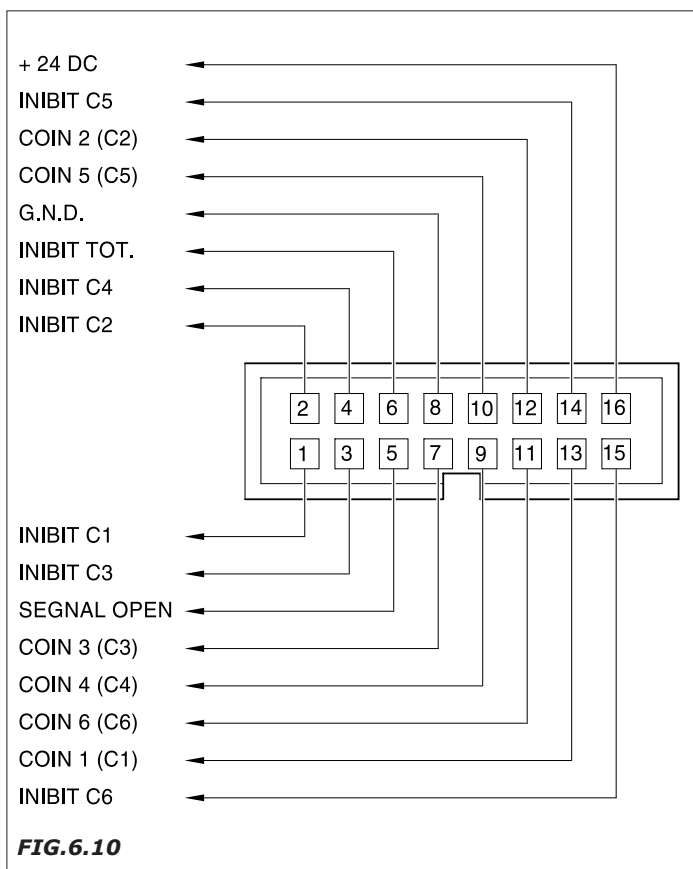 + 24 DC
INIBIT C5
COIN 2 (C2)
COIN 5 (C5)
G.N.D.
INIBIT TOT.
INIBIT C4
INIBIT C2
2 4 6 8 10 12 14 16
1 3 5 7 9 11 13 15
INIBIT C1
INIBIT C3
SEGNAL OPEN
COIN 3 (C3)
COIN 4 (C4)
COIN 6 (C6)
COIN 1 (C1)
INIBIT C6
FIG.6.10